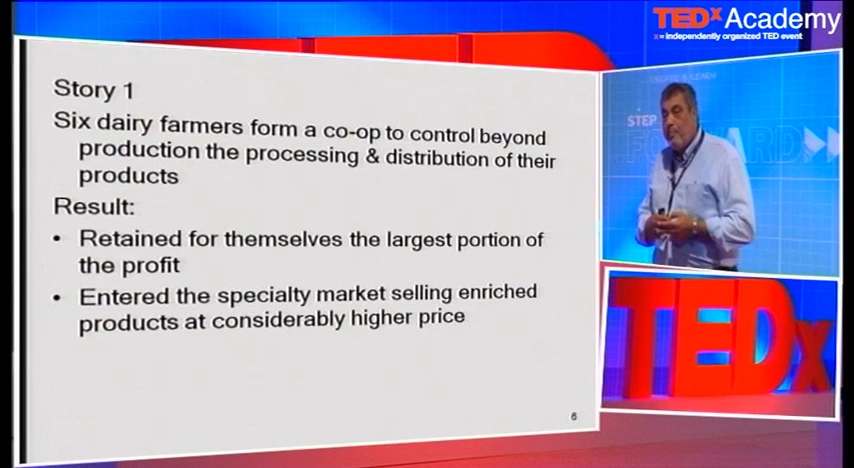 TEDx Academy
x = independently organized TED event
Story 1
Six dairy farmers form a co-op to control beyond
production the processing & distribution of their
products
Result:
• Retained for themselves the largest portion of
the profit
• Entered the specialty market selling enriched
products at considerably higher price
6
STEP
FORWARD
TEDx